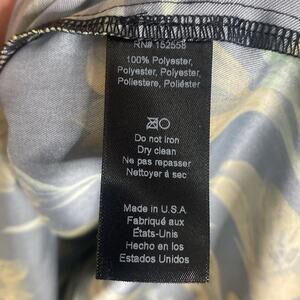 RN# 152558
100% Polyester,
Polyester, Polyester,
Poliestere, Poliéster
Do not iron
Dry clean
Ne pas repasser
Nettoyer à sec
Made in U.S.A.
Fabriqué aux
États-Unis
Hecho en los
Estados Unidos